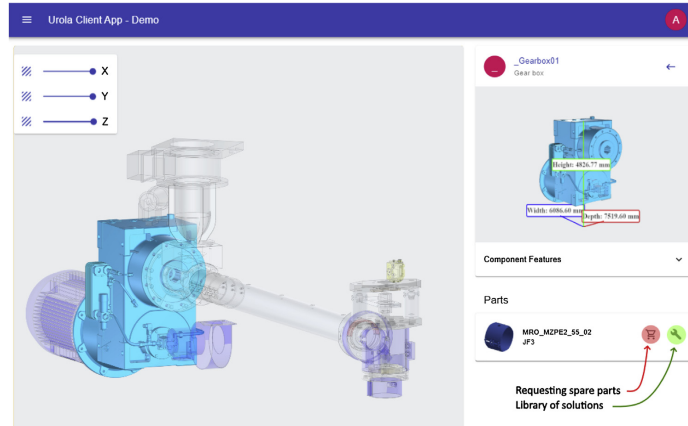 Urola Client App - Demo
A
X
Y
Z
_Gearbox01
Gear box
Height: 4826.77 mm
Width: 6086.60 mm
Depth: 7519.60 mm
Component Features
Parts
MRO_MZPE2_55_02
JF3
Requesting spare parts
Library of solutions